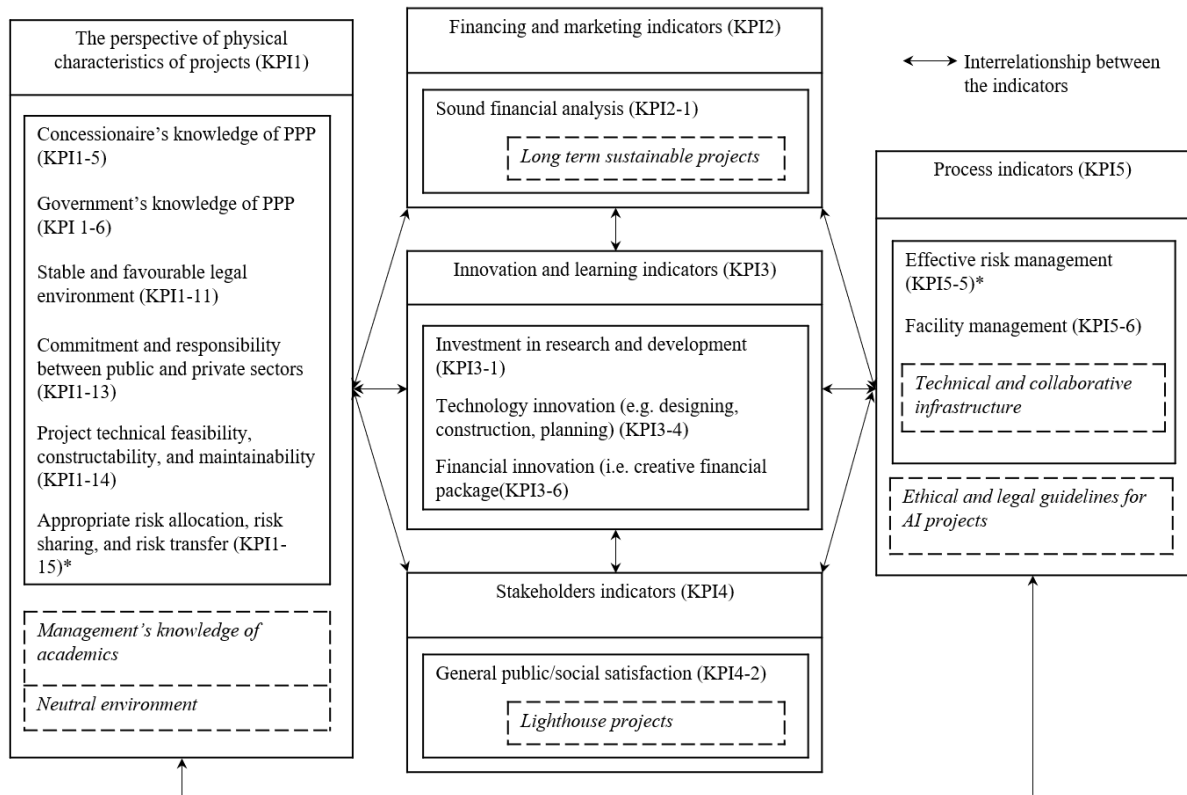 The perspective of physical
characteristics of projects (KPI1)
Concessionaire’s knowledge of PPP
(KPI1-5)
Government’s knowledge of PPP
(KPI 1-6)
Stable and favourable legal
environment (KPI1-11)
Commitment and responsibility
between public and private sectors
(KPI1-13)
Project technical feasibility,
constructability, and maintainability
(KPI1-14)
Appropriate risk allocation, risk
sharing, and risk transfer (KPI1-
15)*
Management’s knowledge of
academics
Neutral environment
Financing and marketing indicators (KPI2)
Sound financial analysis (KPI2-1)
Long term sustainable projects
Innovation and learning indicators (KPI3)
Investment in research and development
(KPI3-1)
Technology innovation (e.g. designing,
construction, planning) (KPI3-4)
Financial innovation (i.e. creative financial
package(KPI3-6)
Stakeholders indicators (KPI4)
General public/social satisfaction (KPI4-2)
Lighthouse projects
Interrelationship between
the indicators
Process indicators (KPI5)
Effective risk management
(KPI5-5)*
Facility management (KPI5-6)
Technical and collaborative
infrastructure
Ethical and legal guidelines for
AI projects